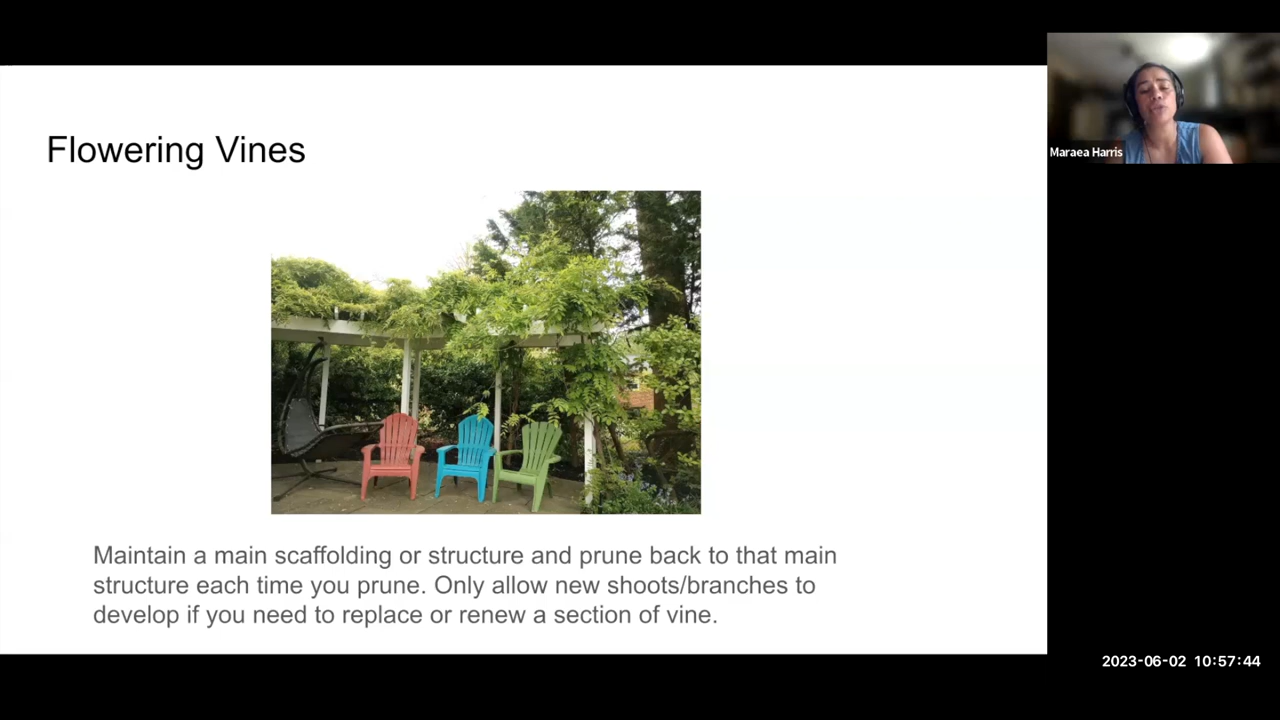 Flowering Vines
Maraea Harris
Maintain a main scaffolding or structure and prune back to that main
structure each time you prune. Only allow new shoots/branches to
develop if you need to replace or renew a section of vine.
2023-06-02 10:57:44